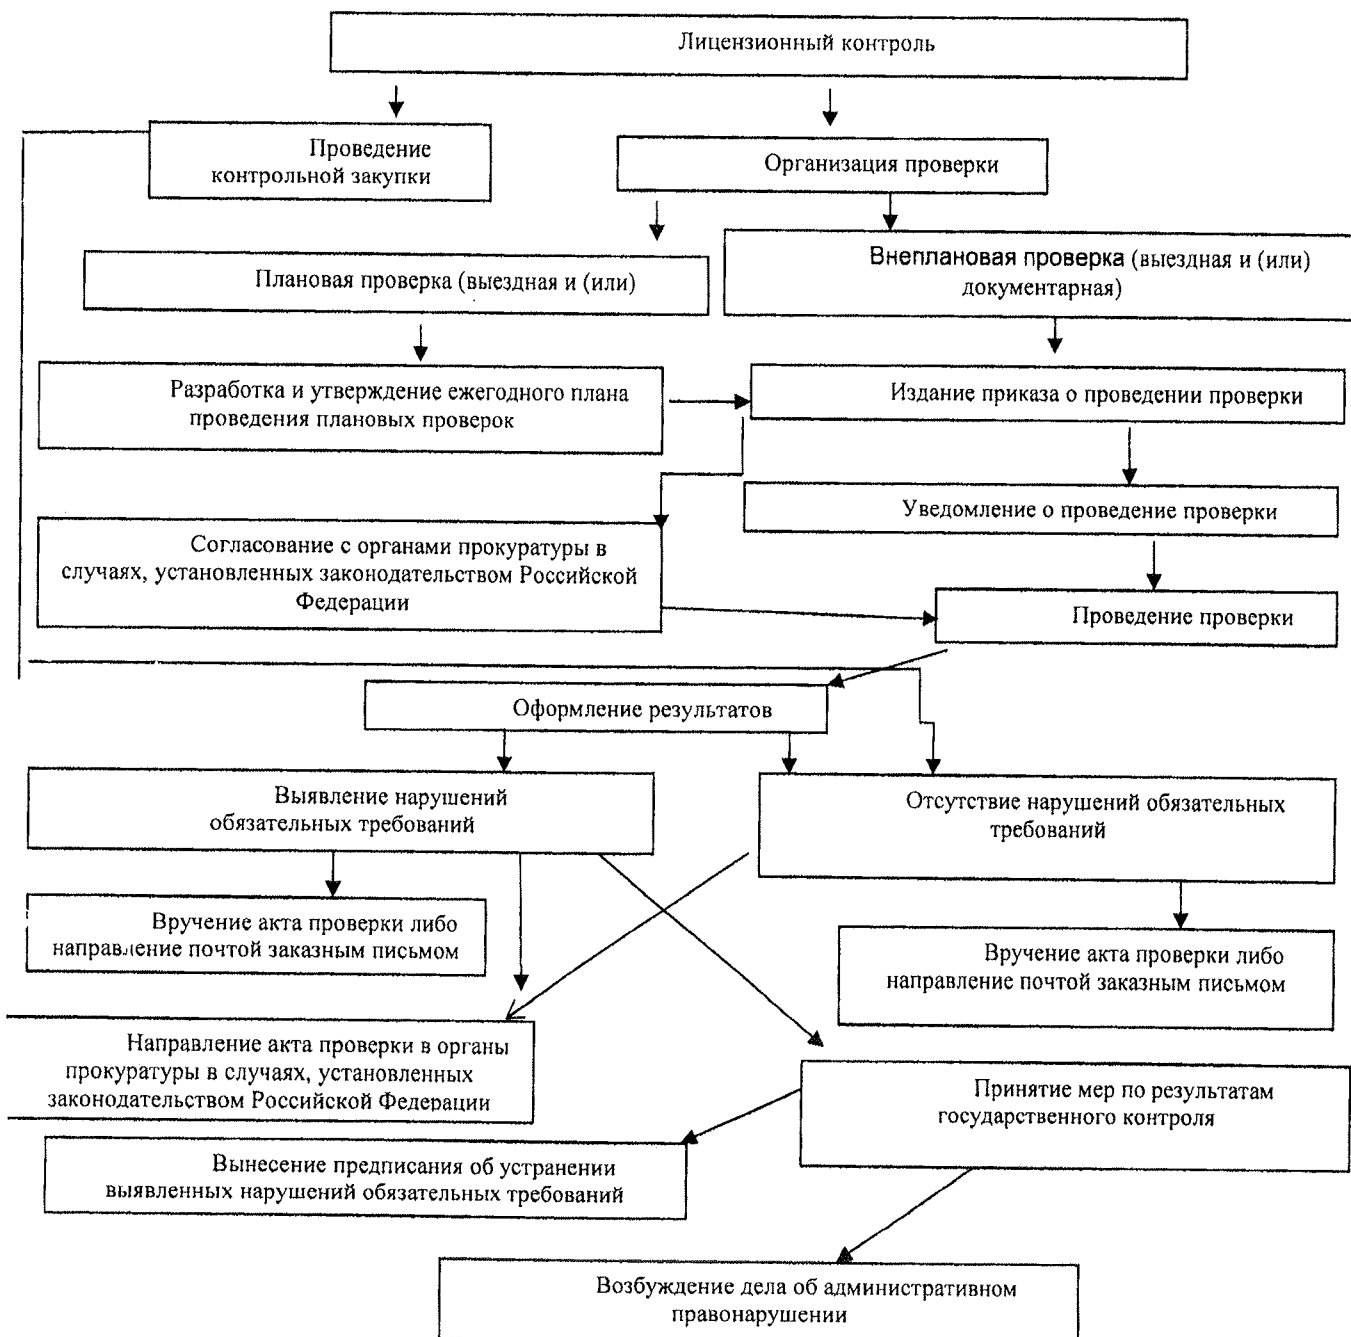 Лицензионный контроль
Проведение
контрольной закупки
Организация проверки
Плановая проверка (выездная и (или)
Внеплановая проверка (выездная и (или)
документарная)
Разработка и утверждение ежегодного плана
проведения плановых проверок
Издание приказа о проведении проверки
Уведомление о проведение проверки
Согласование с органами прокуратуры в
случаях, установленных законодательством Российской
Федерации
Проведение проверки
Оформление результатов
Выявление нарушений
обязательных требований
Отсутствие нарушений обязательных
требований
Вручение акта проверки либо
направление почтой заказным письмом
Вручение акта проверки либо
направление почтой заказным письмом
Направление акта проверки в органы
прокуратуры в случаях, установленных
законодательством Российской Федерации
Принятие мер по результатам
государственного контроля
Вынесение предписания об устранении
выявленных нарушений обязательных требований
Возбуждение дела об административном
правонарушении